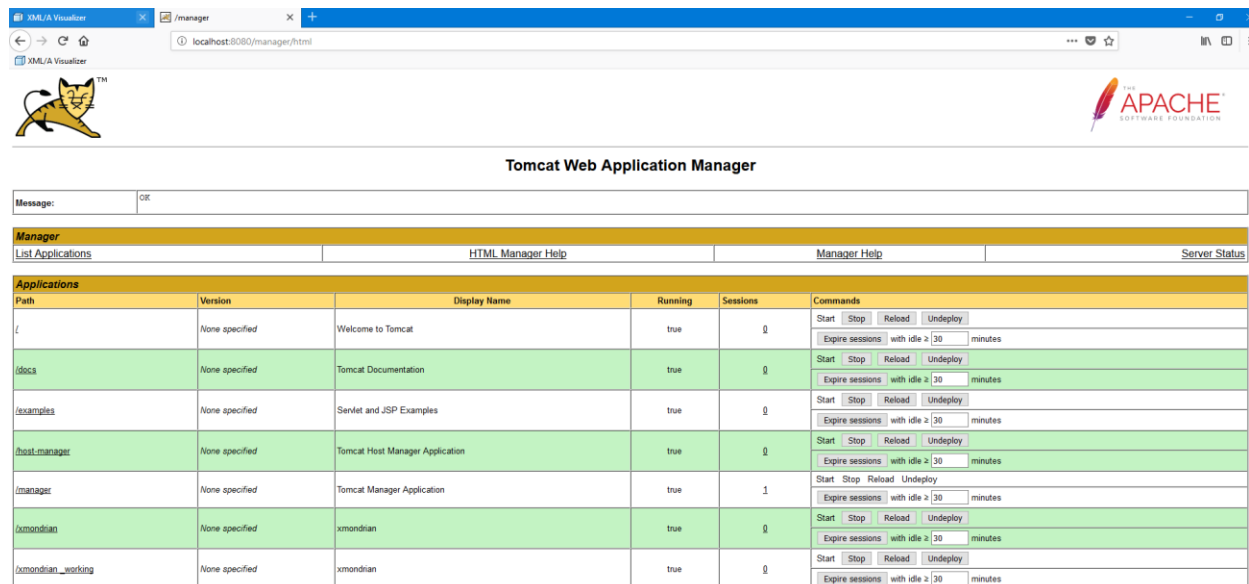 XML/A Visualizer
/manager
localhost:8080/manager/html
XML/A Visualizer
TM
THE
APACHE
SOFTWARE FOUNDATION
Tomcat Web Application Manager
Message: OK
Manager
List Applications HTML Manager Help Manager Help Server Status
Applications
Path Version Display Name Running Sessions Commands
/ None specified Welcome to Tomcat true 0 Start Stop Reload Undeploy
Expire sessions with idle ≥ 30 minutes
/docs None specified Tomcat Documentation true 0 Start Stop Reload Undeploy
Expire sessions with idle ≥ 30 minutes
/examples None specified Servlet and JSP Examples true 0 Start Stop Reload Undeploy
Expire sessions with idle ≥ 30 minutes
/host-manager None specified Tomcat Host Manager Application true 0 Start Stop Reload Undeploy
Expire sessions with idle ≥ 30 minutes
/manager None specified Tomcat Manager Application true 1 Start Stop Reload Undeploy
Expire sessions with idle ≥ 30 minutes
/xmondrian None specified xmondrian true 0 Start Stop Reload Undeploy
Expire sessions with idle ≥ 30 minutes
/xmondrian _working None specified xmondrian true 0 Start Stop Reload Undeploy
Expire sessions with idle ≥ 30 minutes